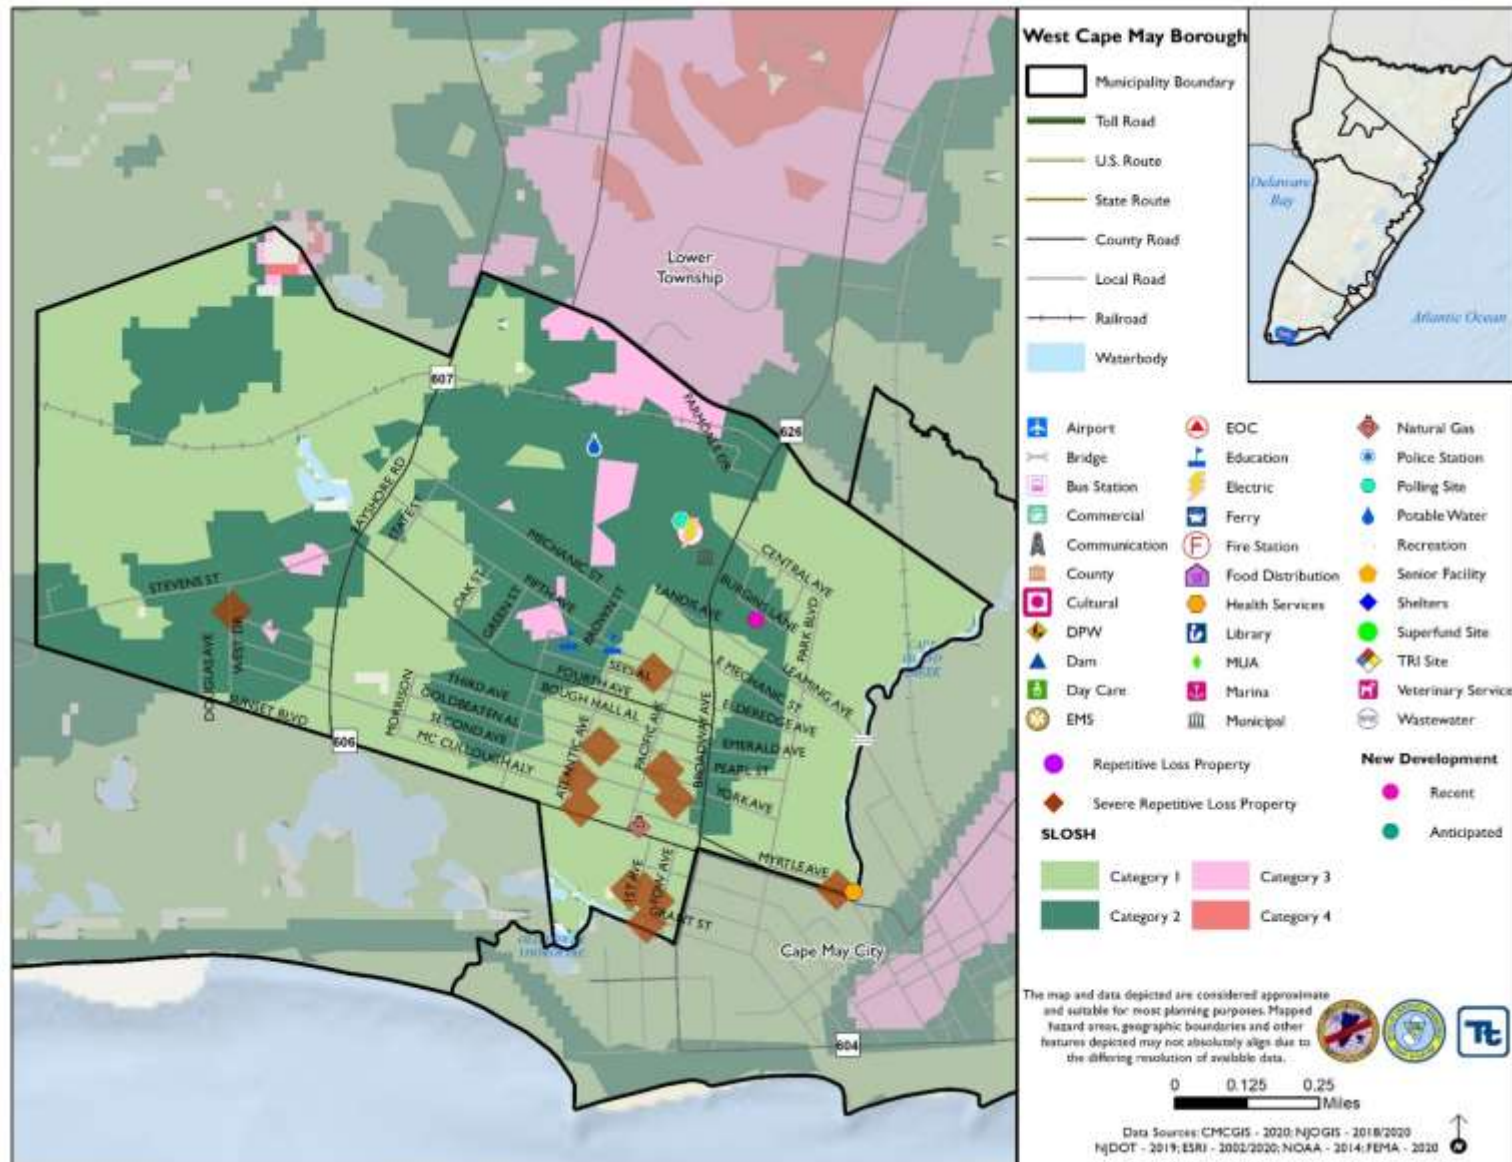 West Cape May Borough
Municipality Boundary
Toll Road
U.S. Route
State Route
County Road
Local Road
Railroad
Waterbody
Delaware
Bay
Atlantic Ocean
Airport
Bridge
Bus Station
Commercial
Communication
County
Cultural
DPW
Dam
Day Care
EMS
EOC
Education
Electric
Ferry
F
Fire Station
Food Distribution
Health Services
Library
MUA
Marina
Municipal
Natural Gas
Police Station
Polling Site
Potable Water
Recreation
Senior Facility
Shelters
Superfund Site
TRI Site
Veterinary Service
Wastewater
Repetitive Loss Property
Severe Repetitive Loss Property
New Development
Recent
Anticipated
SLOSH
Category 1
Category 2
Category 3
Category 4
The map and data depicted are considered approximate
and suitable for most planning purposes. Mapped
hazard areas, geographic boundaries and other
features depicted may not absolutely align due to
the differing resolution of available data.
Tt
0 0.125 0.25
Miles
Data Sources: CMCGIS - 2020; NJOGIS - 2018/2020
NJDOT - 2019; ESRI - 2002/2020; NOAA - 2014; FEMA - 2020
N
Lower
Township
607
626
FARMDALE DR
BAYSHORE RD
STATE ST
MECHANIC ST
CENTRAL AVE
BURGINS LANE
STEVENS ST
OAK ST
GREEN ST
FIFTH AVE
BROWN ST
LANDIS AVE
PARK BLVD
DOUGLAS AVE
WEST DR
SUNSET BLVD
MORRISON
THIRD AVE
FOURTH AVE
SEES AL
E MECHANIC ST
LEAMING AVE
GOLDBEATEN AL
BOUGH HALL AL
SECOND AVE
ELDEREDGE AVE
MC CULLOUGH ALY
ATLANTIC AVE
PACIFIC AVE
BROADWAY AVE
EMERALD AVE
PEARL ST
YORK AVE
606
MYRTLE AVE
1ST AVE
GRANT ST
Cape May City
604